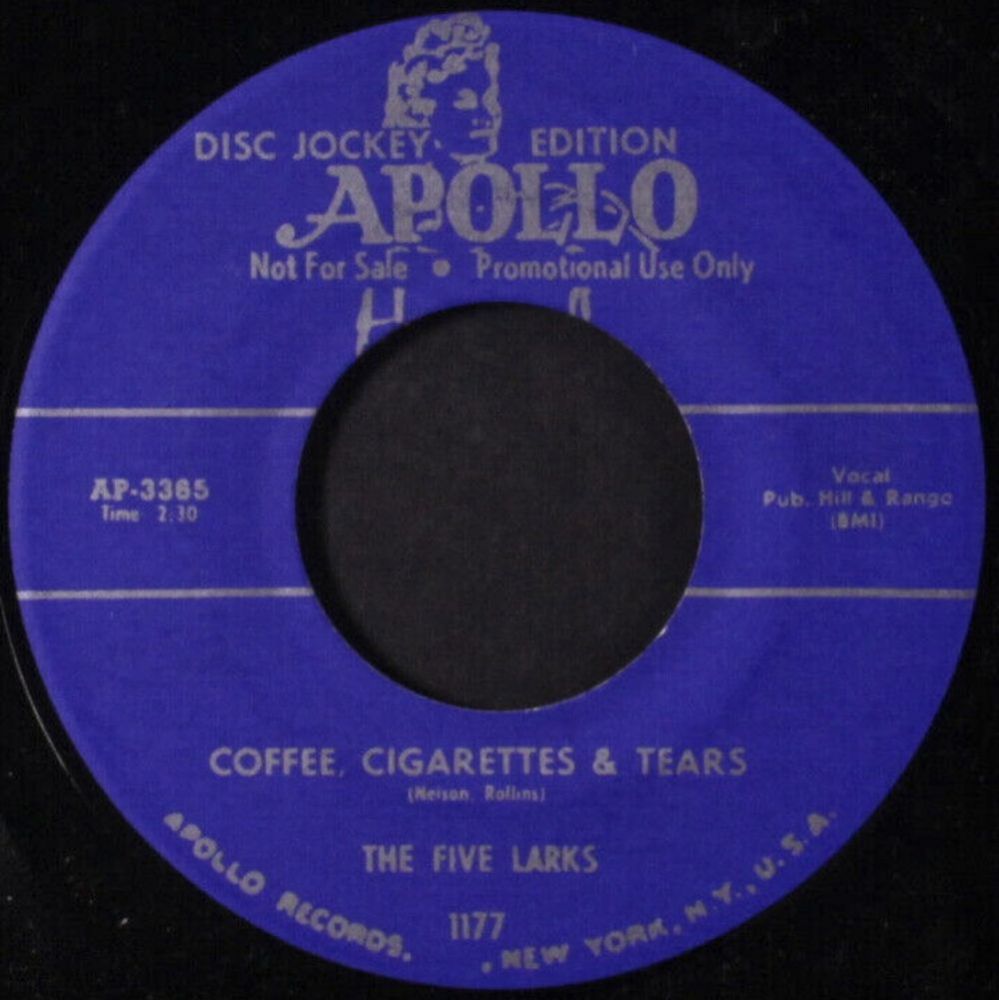 DISC JOCKEY EDITION
APOLLO
Not For Sale • Promotional Use Only
AP-3365
Time 2:30
Vocal
Pub. Hill & Range
(BMI)
COFFEE, CIGARETTES & TEARS
(Nelson, Rollins)
THE FIVE LARKS
1177
APOLLO RECORDS, NEW YORK, N.Y., U.S.A.